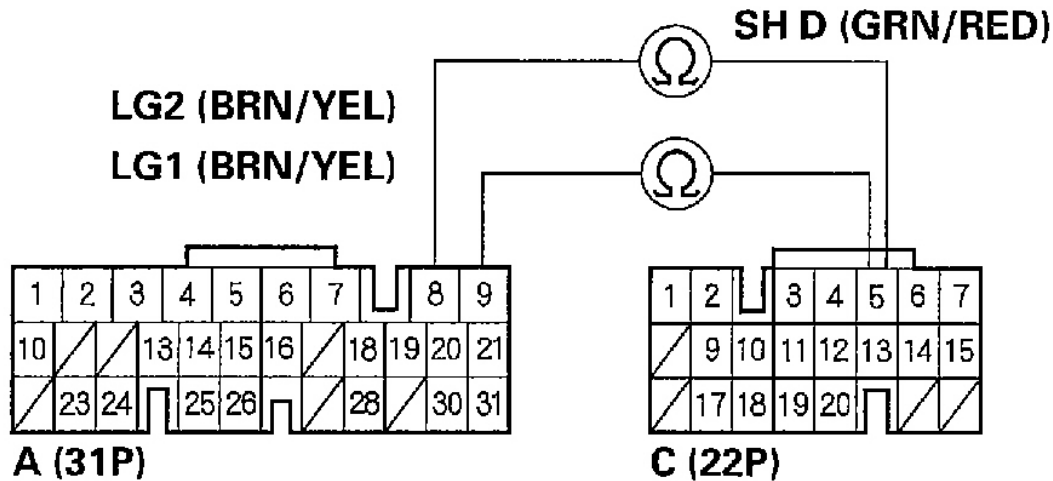 SH D (GRN/RED)
Ω
LG2 (BRN/YEL)
LG1 (BRN/YEL)
Ω
1 2 3 4 5 6 7 8 9
10 13 14 15 16 18 19 20 21
23 24 25 26 28 30 31
A (31P)
1 2 3 4 5 6 7
9 10 11 12 13 14 15
17 18 19 20
C (22P)